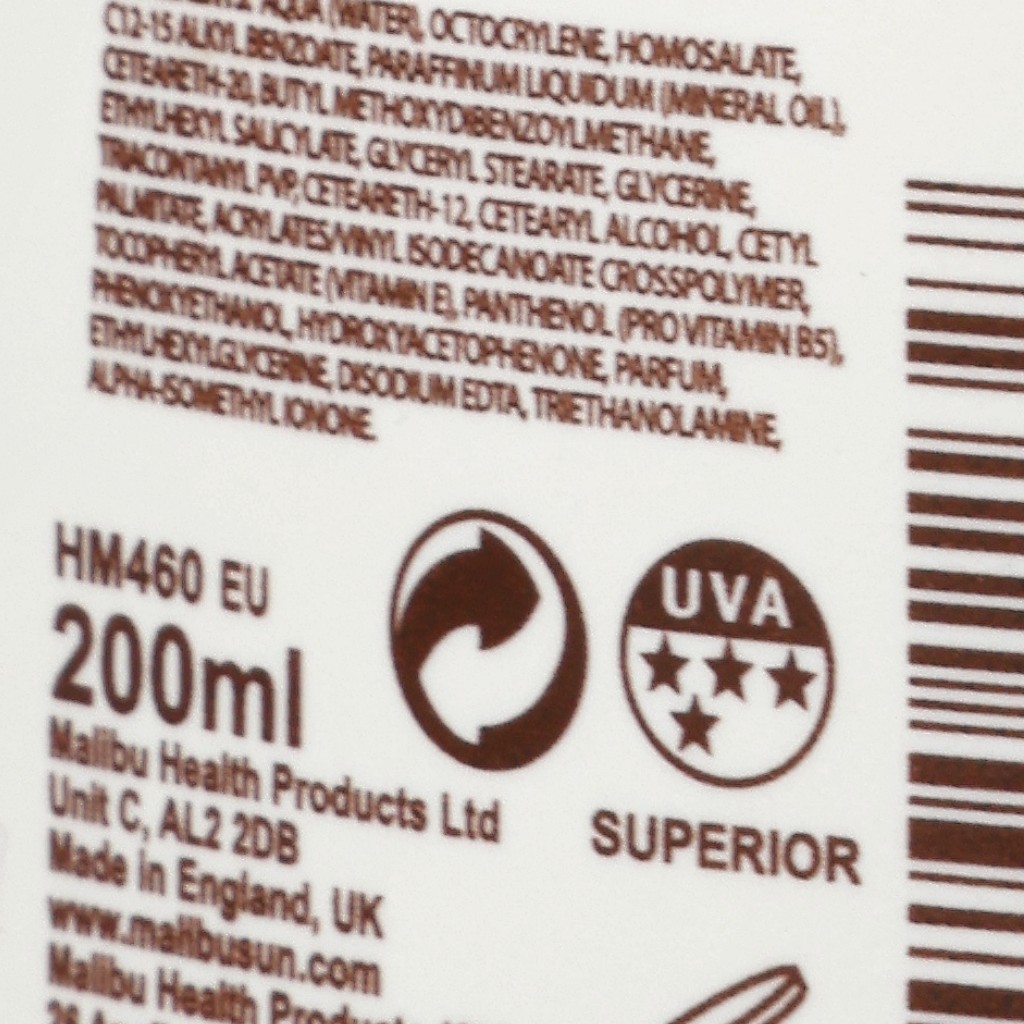 AQUA (WATER), OCTOCRYLENE, HOMOSALATE,
C12-15 ALKYL BENZOATE, PARAFFINUM LIQUIDUM (MINERAL OIL),
CETEARETH-20, BUTYL METHOXYDIBENZOYLMETHANE,
ETHYLHEXYL SALICYLATE, GLYCERYL STEARATE, GLYCERINE,
TRIACONTANYL PVP, CETEARETH-12, CETEARYL ALCOHOL, CETYL
PALMITATE, ACRYLATES/VINYL ISODECANOATE CROSSPOLYMER,
TOCOPHERYL ACETATE (VITAMIN E), PANTHENOL (PRO VITAMIN B5),
PHENOXYETHANOL, HYDROXYACETOPHENONE, PARFUM,
ETHYLHEXYLGLYCERINE, DISODIUM EDTA, TRIETHANOLAMINE,
ALPHA-ISOMETHYL IONONE.
HM460 EU
200ml
Malibu Health Products Ltd
Unit C, AL2 2DB
Made in England, UK
www.malibusun.com
Malibu Health Products
UVA
SUPERIOR